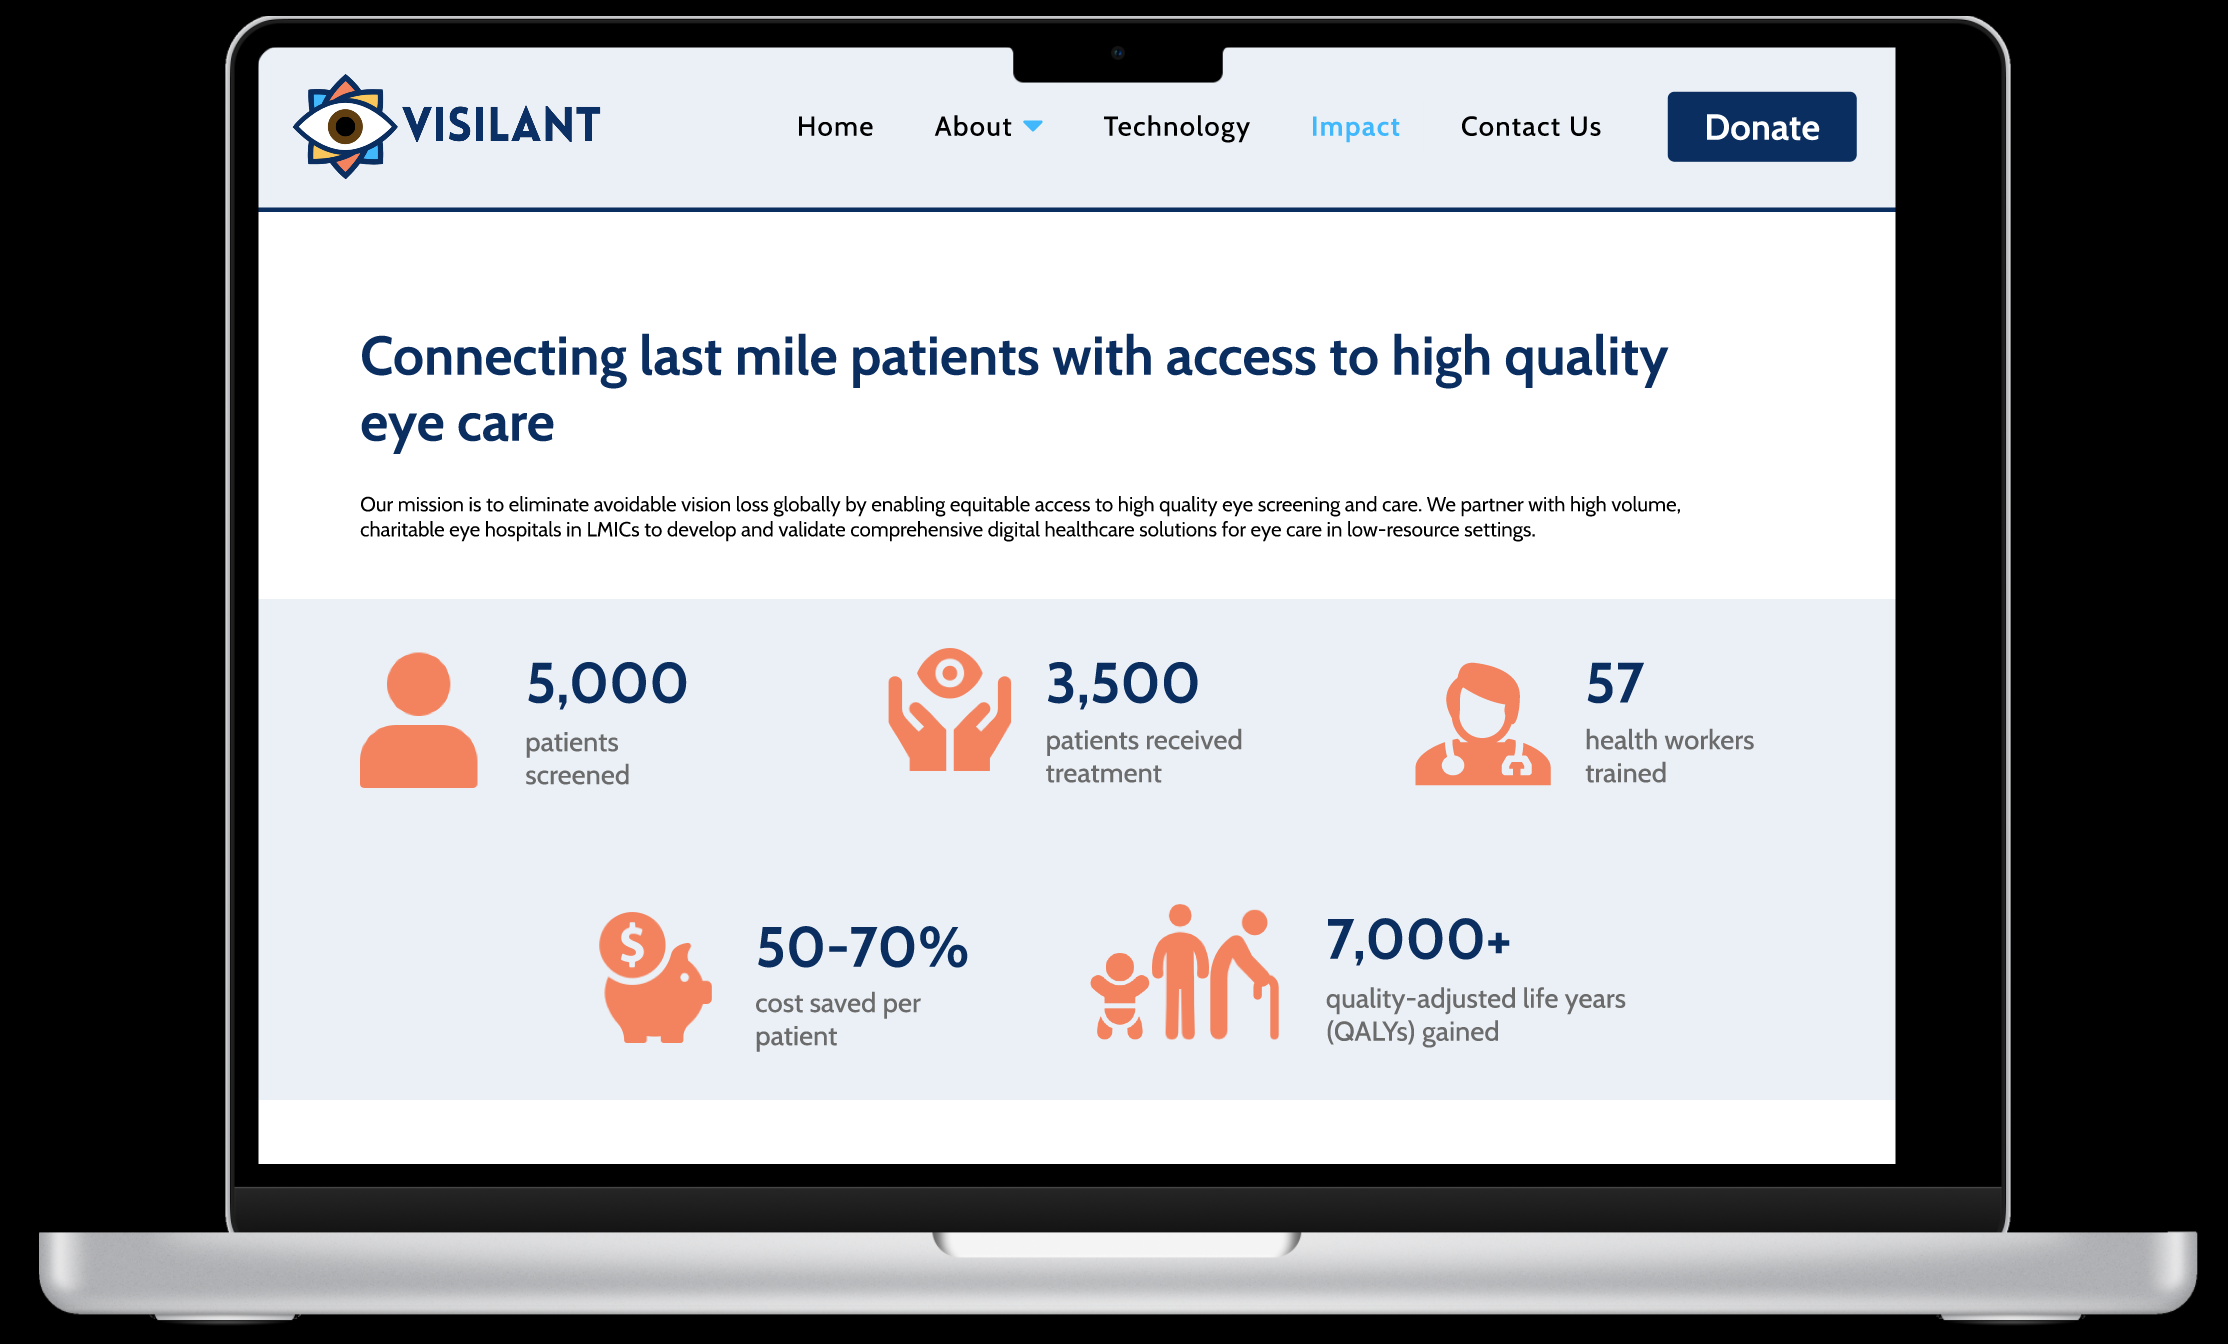 VISILANT
Home About Technology Impact Contact Us Donate
Connecting last mile patients with access to high quality
eye care
Our mission is to eliminate avoidable vision loss globally by enabling equitable access to high quality eye screening and care. We partner with high volume,
charitable eye hospitals in LMICs to develop and validate comprehensive digital healthcare solutions for eye care in low-resource settings.
5,000
patients
screened
3,500
patients received
treatment
57
health workers
trained
$
50-70%
cost saved per
patient
7,000+
quality-adjusted life years
(QALYs) gained